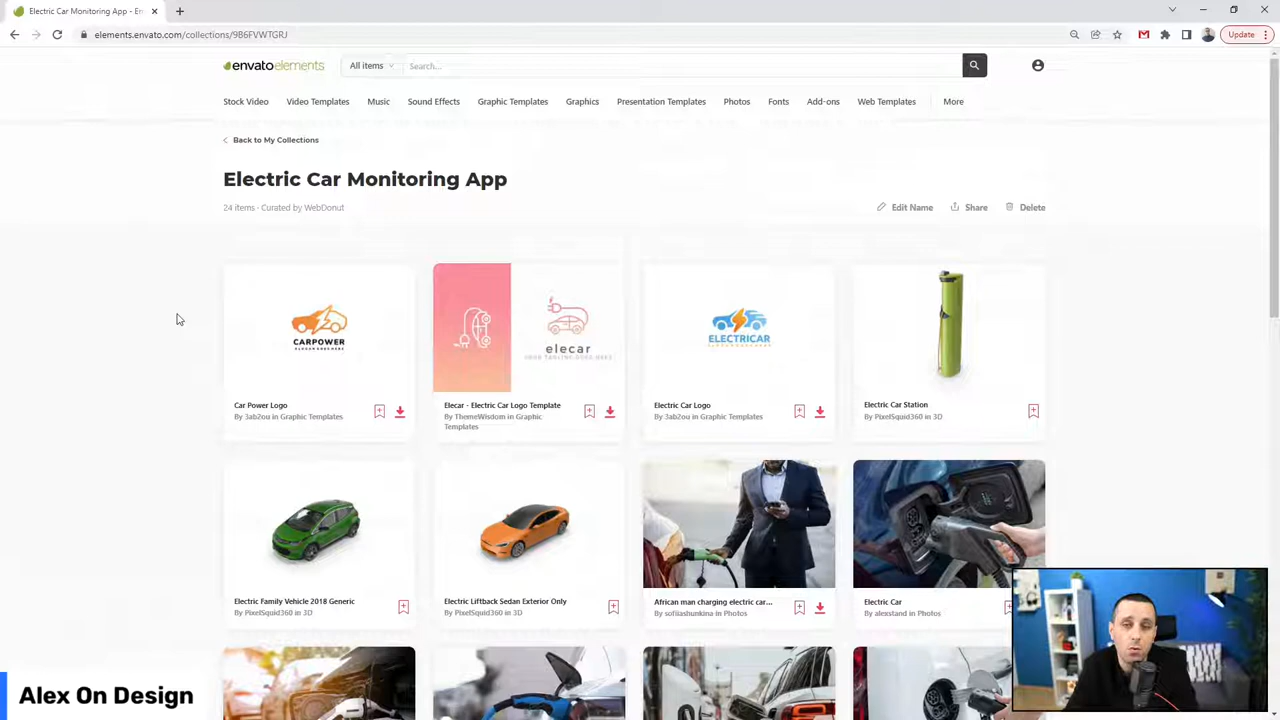 Electric Car Monitoring App - En
elements.envato.com/collections/9B6FVWTGRJ
Update
envato elements
All items
Search...
Stock Video
Video Templates
Music
Sound Effects
Graphic Templates
Graphics
Presentation Templates
Photos
Fonts
Add-ons
Web Templates
More
Back to My Collections
Electric Car Monitoring App
24 items · Curated by WebDonut
Edit Name
Share
Delete
CARPOWER
elecar
ELECTRICAR
Car Power Logo
By 3ab2ou in Graphic Templates
Elecar - Electric Car Logo Template
By ThemeWisdom in Graphic
Templates
Electric Car Logo
By 3ab2ou in Graphic Templates
Electric Car Station
By PixelSquid360 in 3D
Electric Family Vehicle 2018 Generic
By PixelSquid360 in 3D
Electric Liftback Sedan Exterior Only
By PixelSquid360 in 3D
African man charging electric car...
By sofiiashunkina in Photos
Electric Car
By alexstand in Photos
Alex On Design